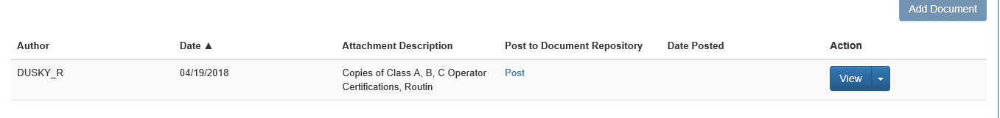 Add Document
Author Date ▲ Attachment Description Post to Document Repository Date Posted Action
DUSKY_R 04/19/2018 Copies of Class A, B, C Operator Post View
Certifications, Routin